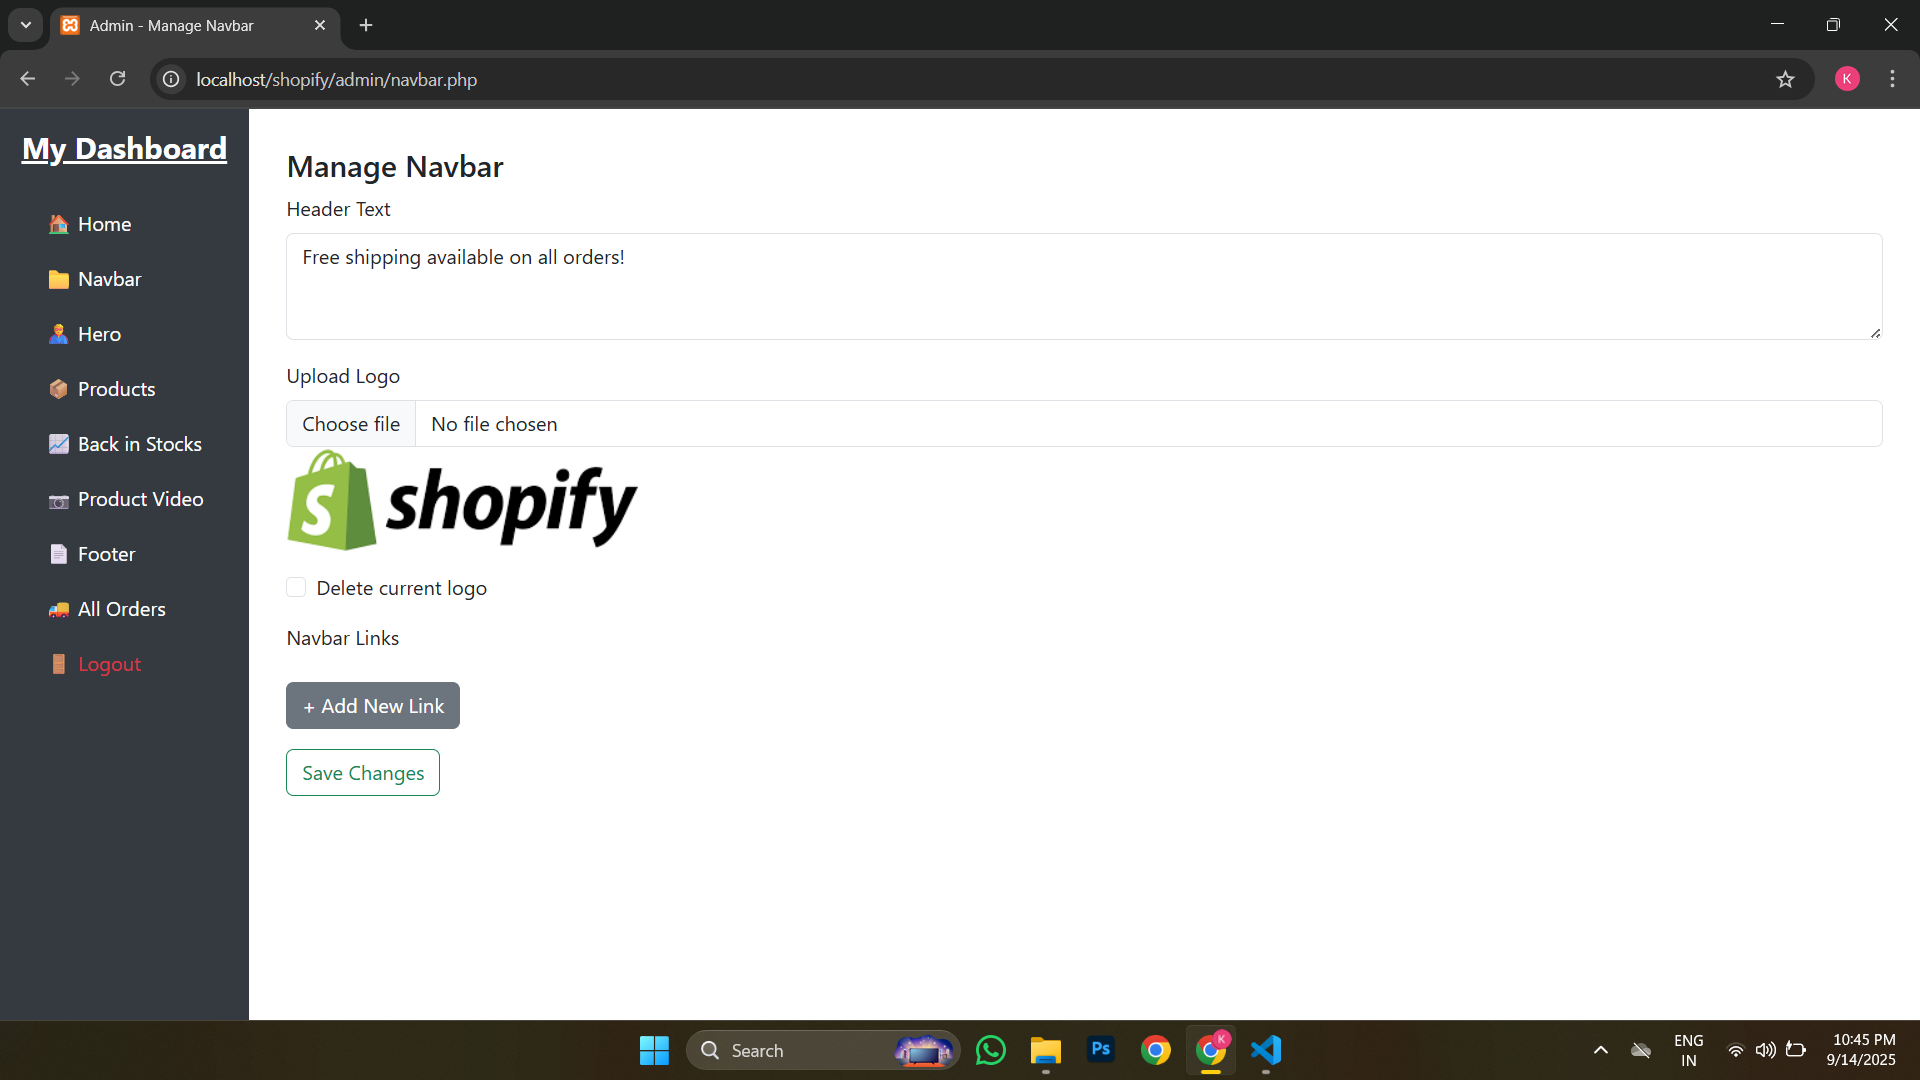 Admin - Manage Navbar
localhost/shopify/admin/navbar.php
K
My Dashboard
Home
Navbar
Hero
Products
Back in Stocks
Product Video
Footer
All Orders
Logout
Manage Navbar
Header Text
Free shipping available on all orders!
Upload Logo
Choose file No file chosen
S shopify
Delete current logo
Navbar Links
+ Add New Link
Save Changes
Search
Ps
K
ENG
IN
10:45 PM
9/14/2025